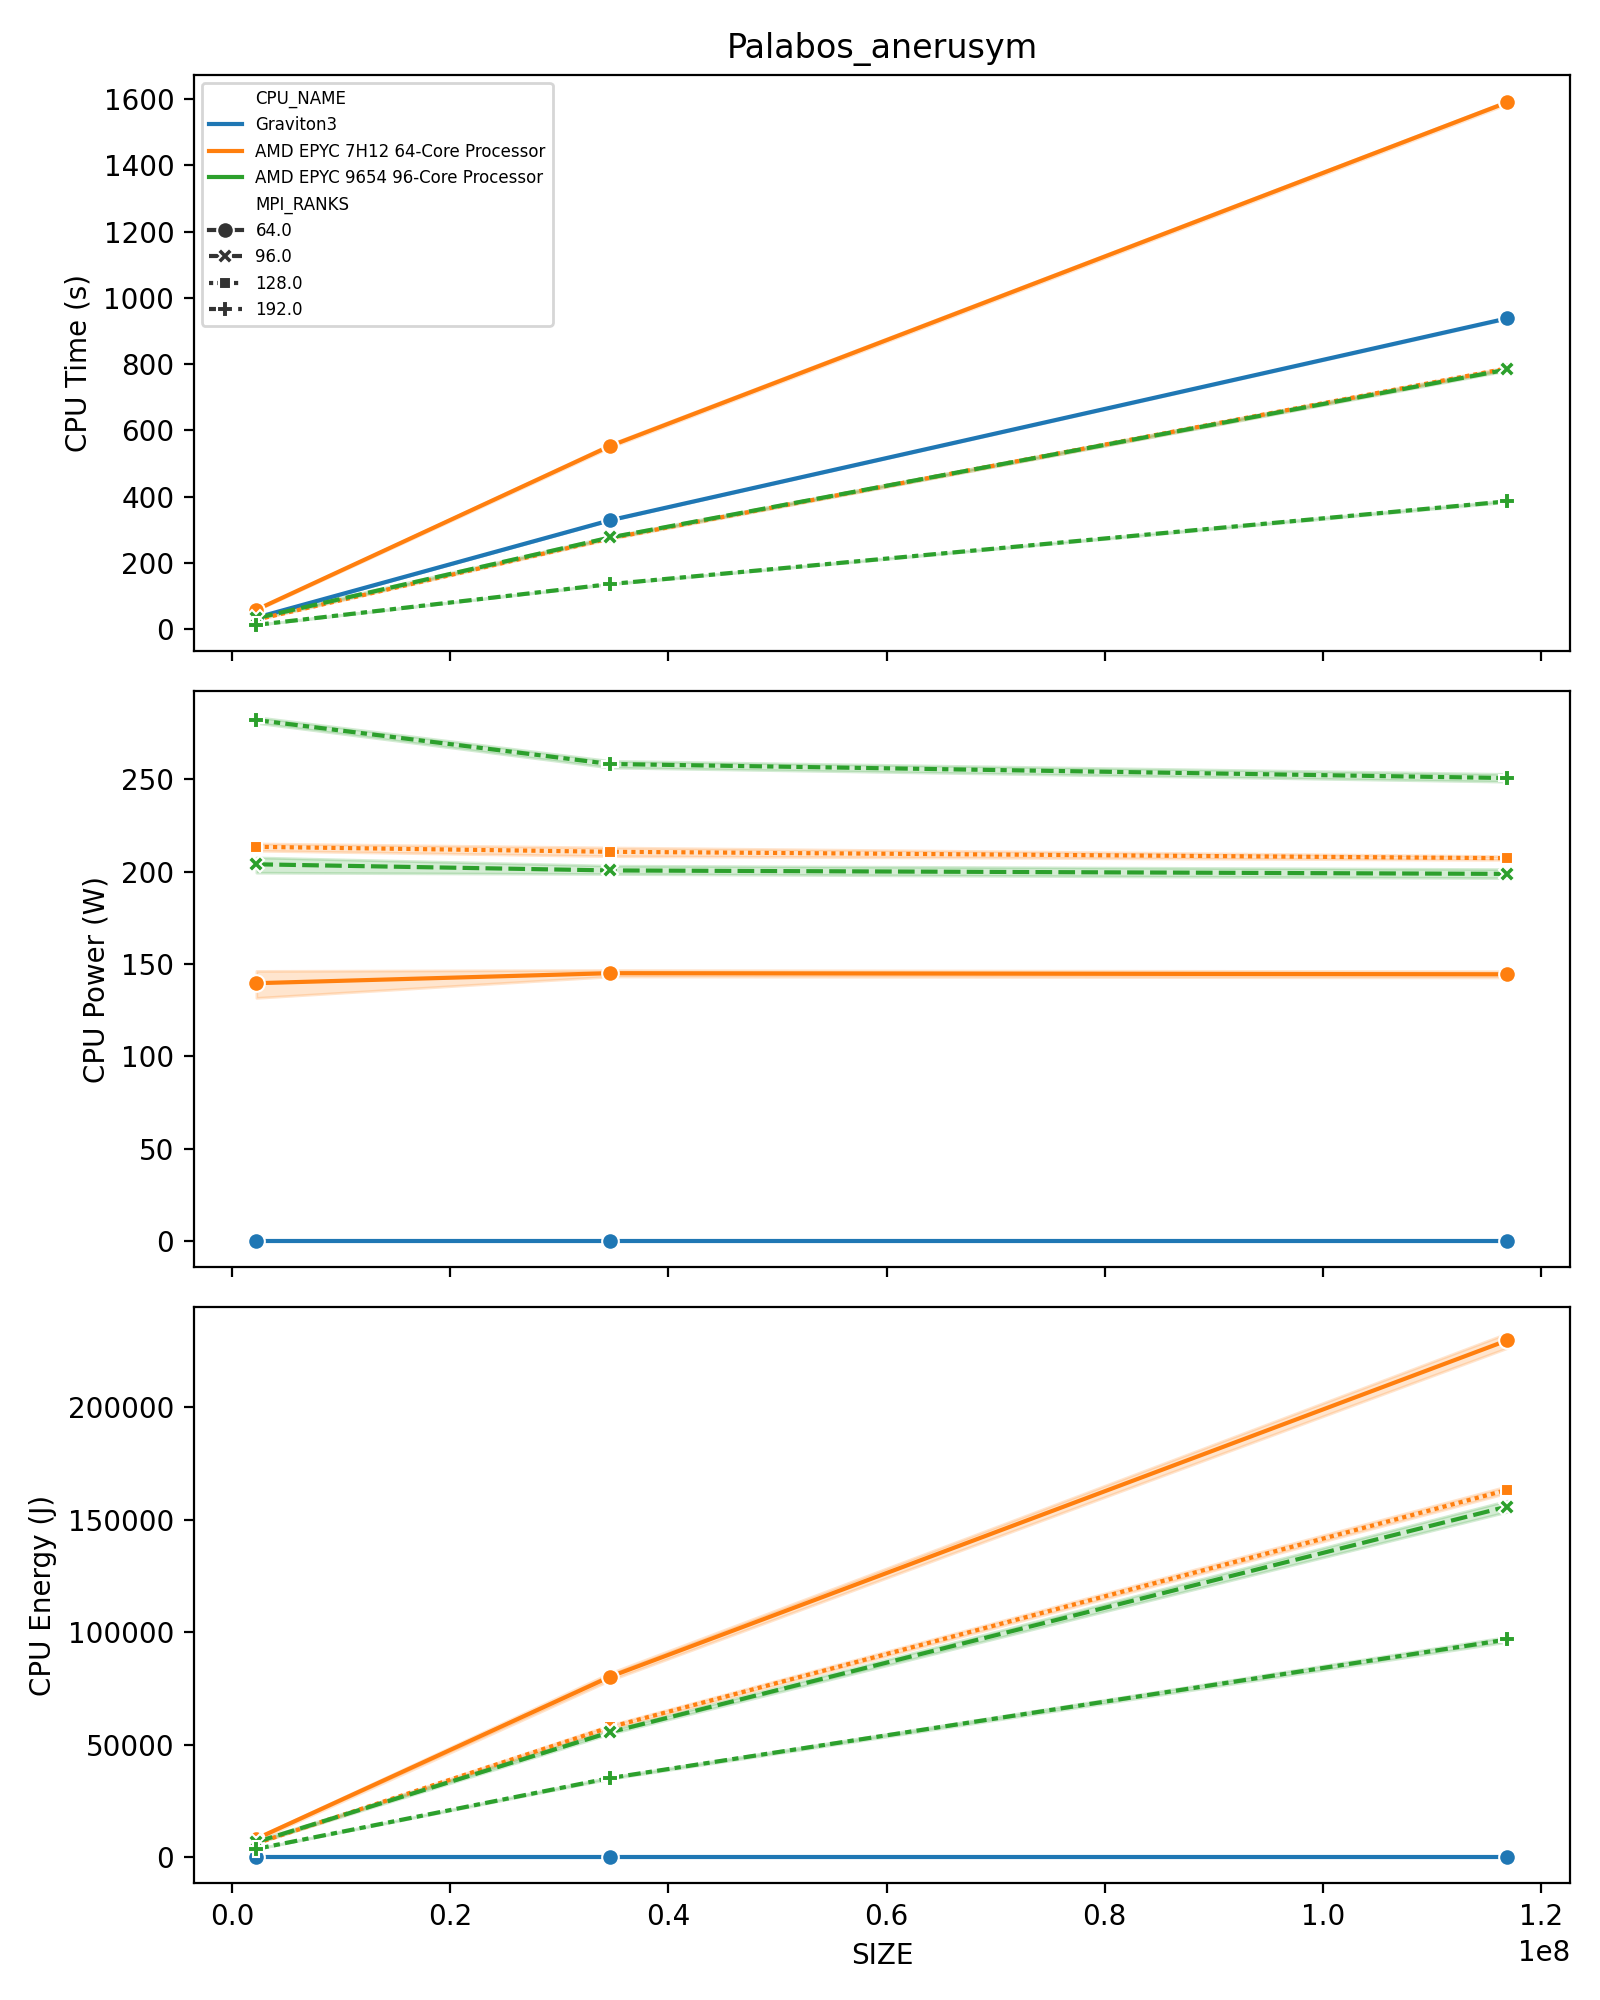 Palabos_anerusym
CPU_NAME
Graviton3
AMD EPYC 7H12 64-Core Processor
AMD EPYC 9654 96-Core Processor
MPI_RANKS
64.0
96.0
128.0
192.0
1600
1400
1200
1000
800
600
400
200
0
CPU Time (s)
250
200
150
100
50
0
CPU Power (W)
200000
150000
100000
50000
0
CPU Energy (J)
0.0 0.2 0.4 0.6 0.8 1.0 1.2
1e8
SIZE